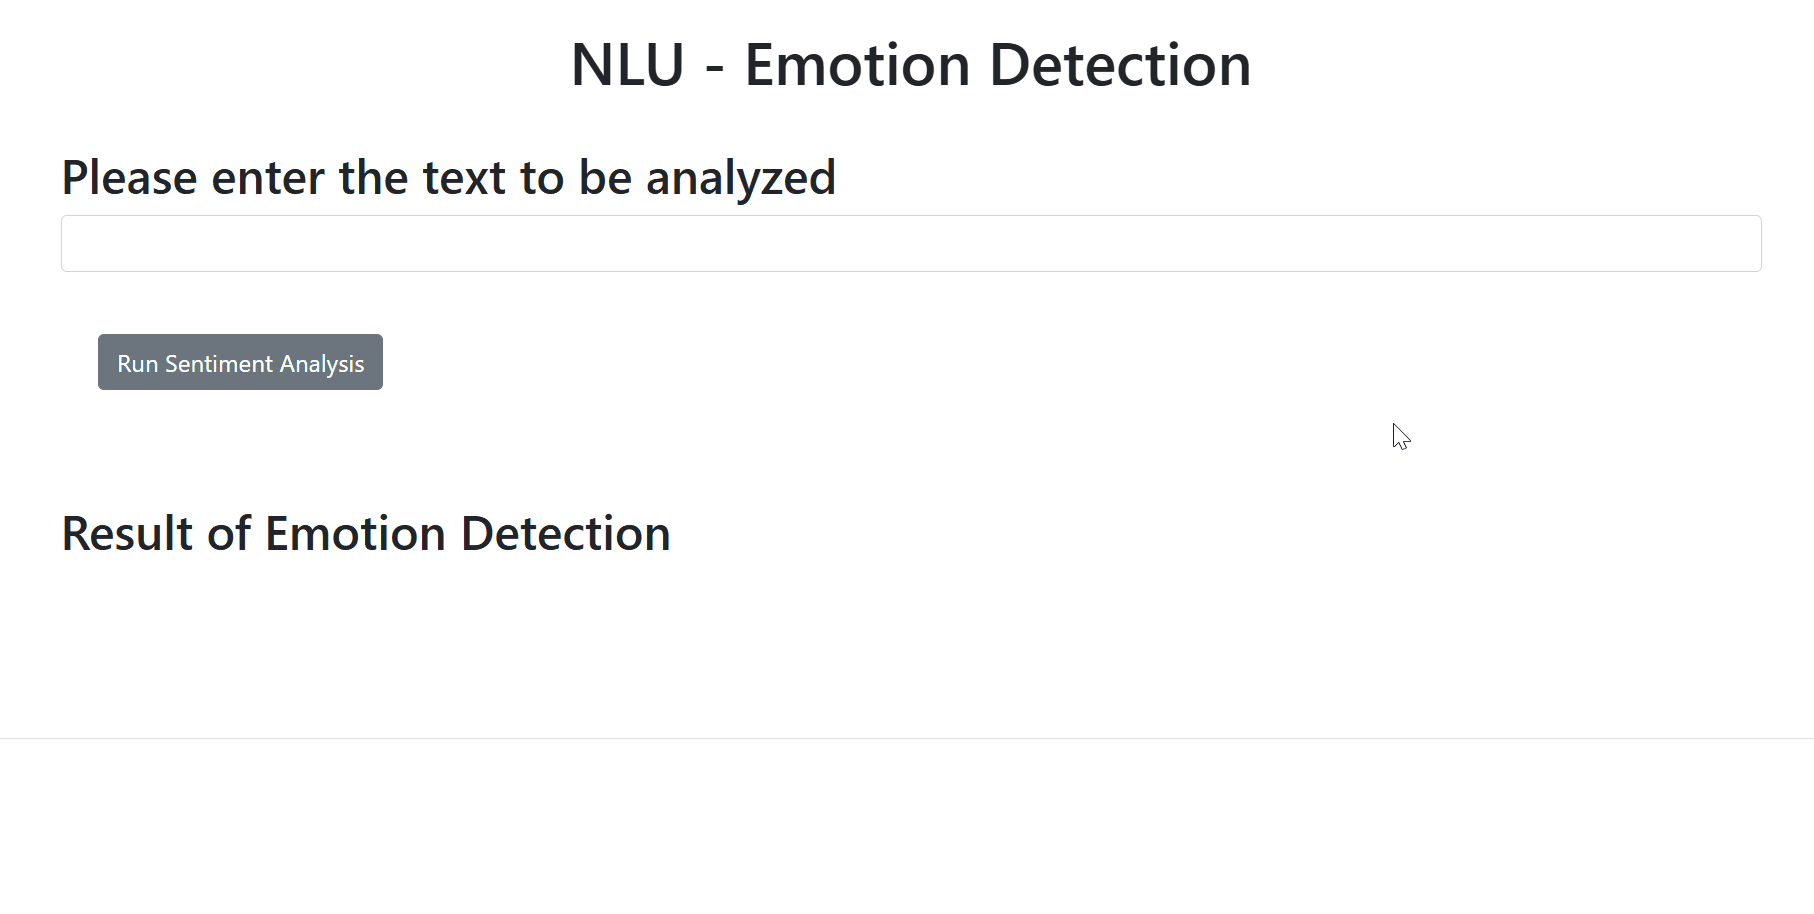 NLU - Emotion Detection
Please enter the text to be analyzed
Run Sentiment Analysis
Result of Emotion Detection